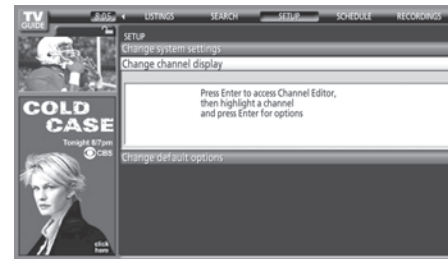 TV
GUIDE
8:05
LISTINGS
SEARCH
SETUP
SCHEDULE
RECORDINGS
SETUP
Change system settings
Change channel display
Press Enter to access Channel Editor,
then highlight a channel
and press Enter for options
Change default options
COLD
CASE
Tonight 8/7pm
CBS
click
here